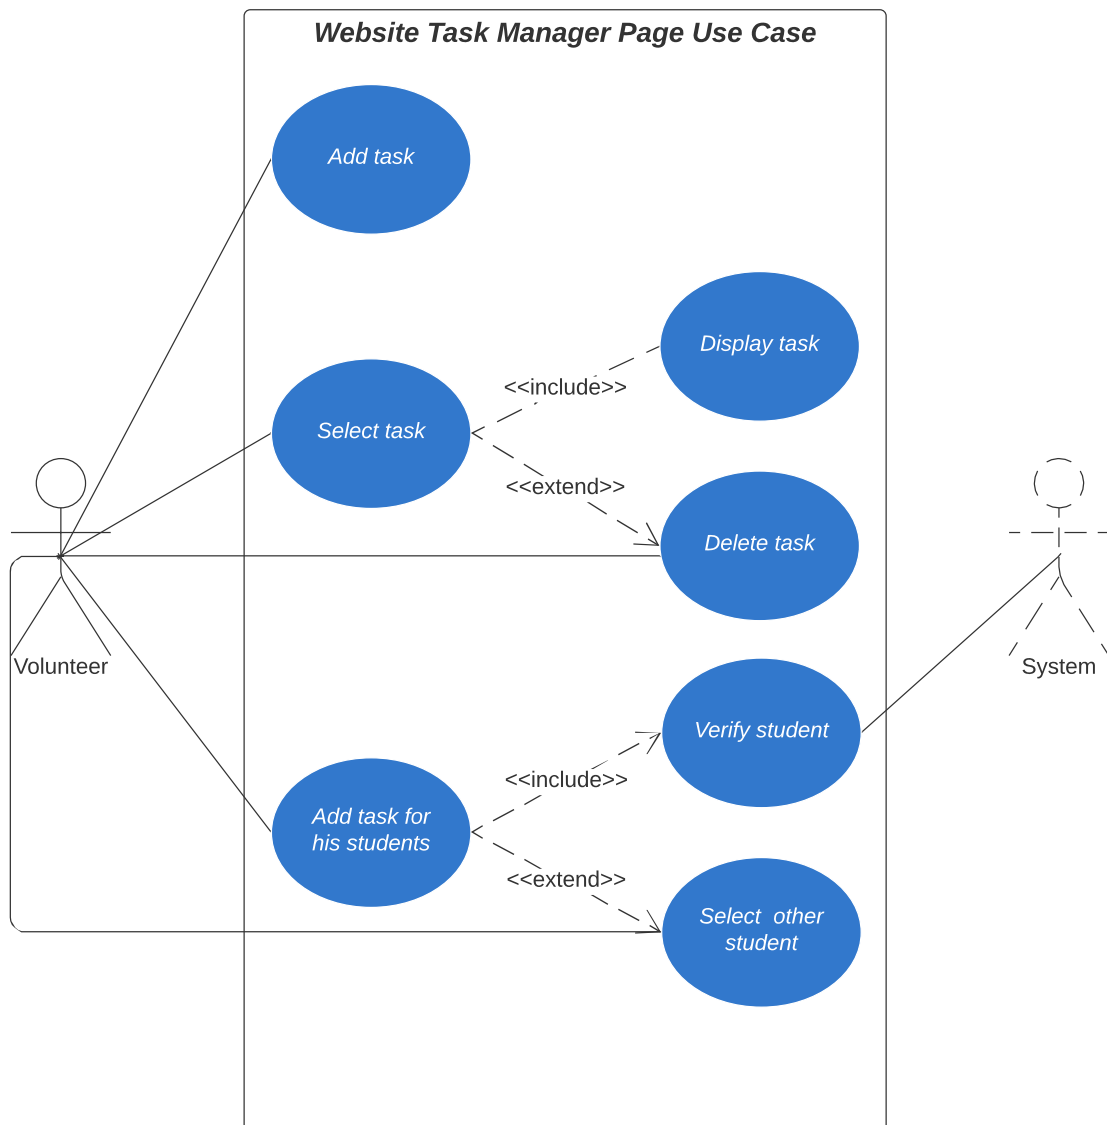 Website Task Manager Page Use Case
Add task
Display task
<<include>>
Select task
<<extend>>
Delete task
Volunteer
System
Verify student
<<include>>
Add task for
his students
<<extend>>
Select  other
student